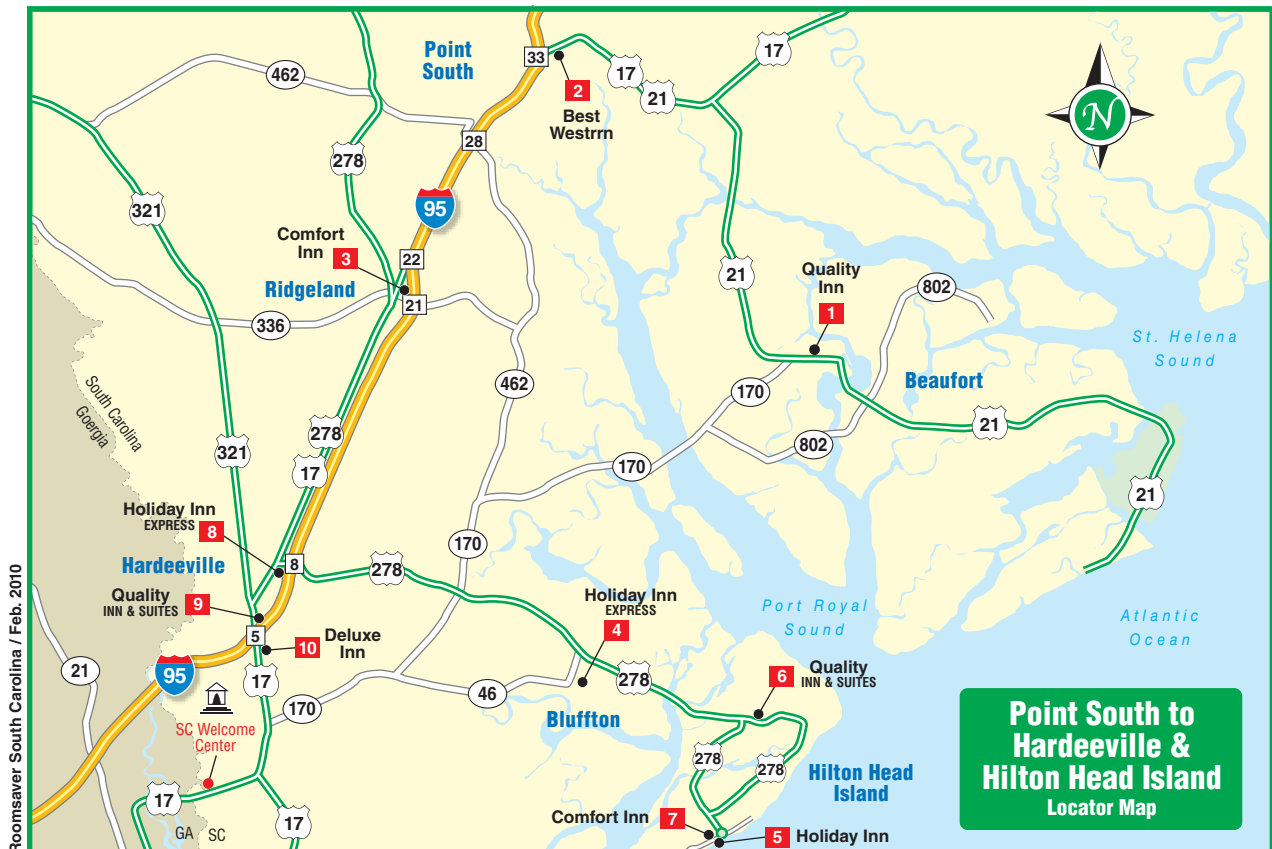 Point
South
33
17
21
17
2
Best
Westrrn
N
462
28
278
321
95
Comfort
Inn
3
22
Ridgeland
21
336
21
Quality
Inn
1
802
St. Helena
Sound
Beaufort
170
462
South Carolina
Goergia
278
17
321
21
802
170
21
Holiday Inn
EXPRESS
8
Hardeeville
8
278
170
Quality
INN & SUITES
9
5
10
Deluxe
Inn
Holiday Inn
EXPRESS
4
Port Royal
Sound
Atlantic
Ocean
21
95
17
170
46
278
Bluffton
6
Quality
INN & SUITES
SC Welcome
Center
278
278
Hilton Head
Island
17
GA
SC
17
Comfort Inn
7
5
Holiday Inn
Point South to
Hardeeville &
Hilton Head Island
Locator Map
Roomsaver South Carolina / Feb. 2010